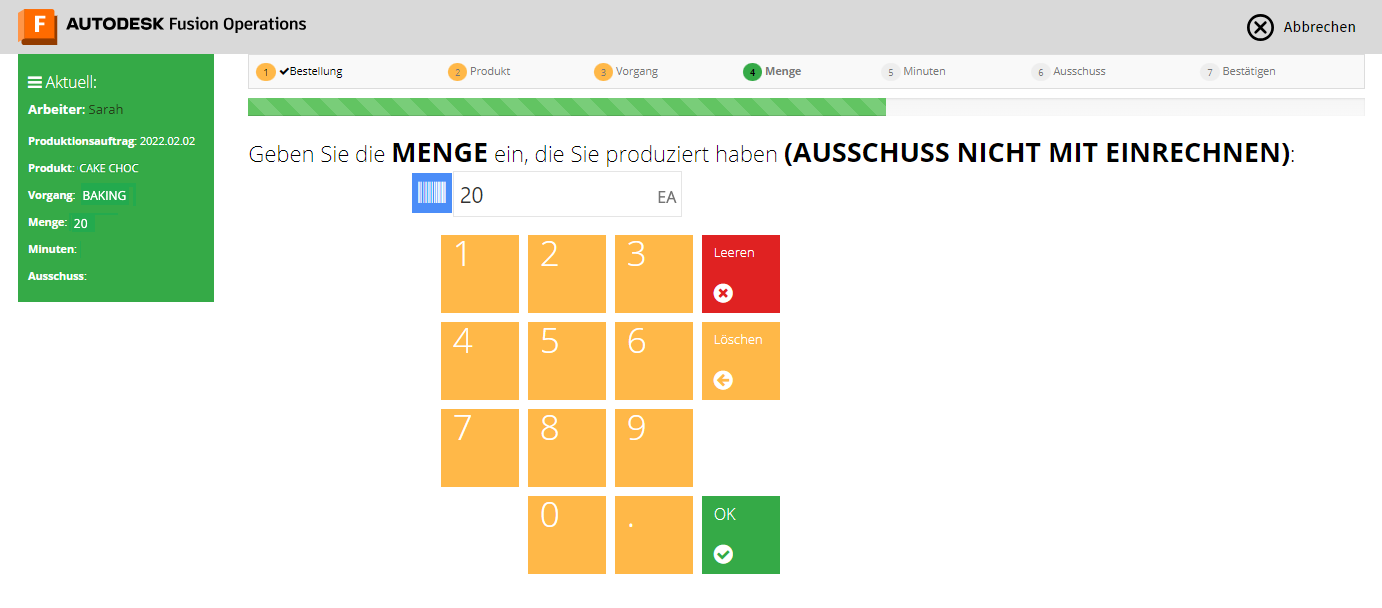 F AUTODESK Fusion Operations
Abbrechen
Aktuell:
Arbeiter: Sarah
Produktionsauftrag: 2022.02.02
Produkt: CAKE CHOC
Vorgang: BAKING
Menge: 20
Minuten:
Ausschuss:
1 Bestellung 2 Produkt 3 Vorgang 4 Menge 5 Minuten 6 Ausschuss 7 Bestätigen
Geben Sie die MENGE ein, die Sie produziert haben (AUSSCHUSS NICHT MIT EINRECHNEN):
20 EA
1 2 3 Leeren
4 5 6 Löschen
7 8 9
0 . OK